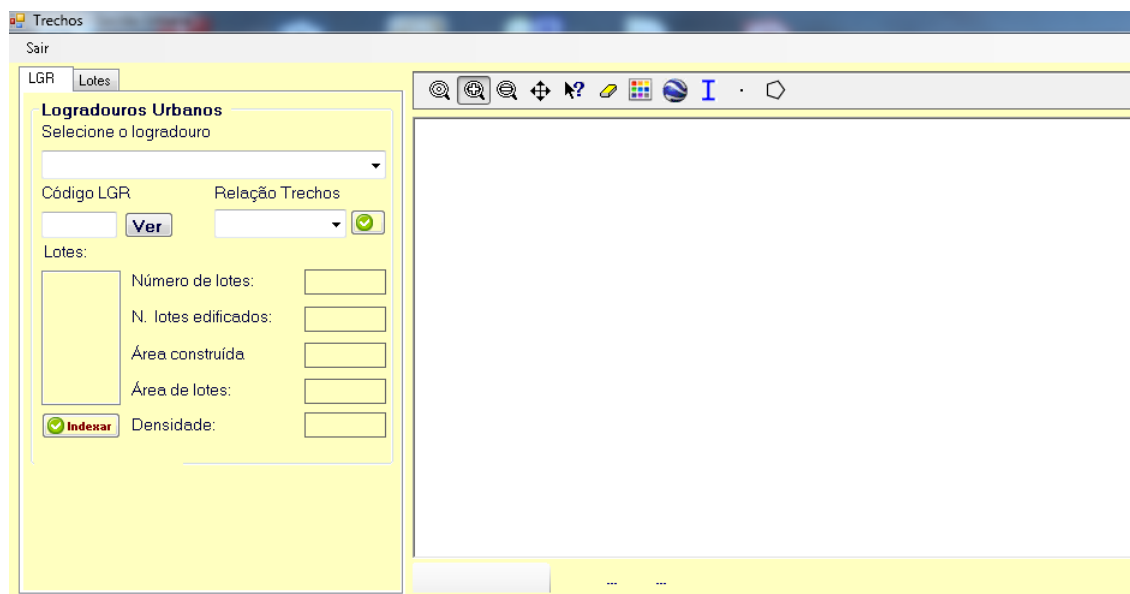 Trechos
Sair
LGR Lotes
Logradouros Urbanos
Selecione o logradouro
Código LGR Relação Trechos
Ver
Lotes:
Número de lotes:
N. lotes edificados:
Área construída
Área de lotes:
Indexar Densidade:
... ...